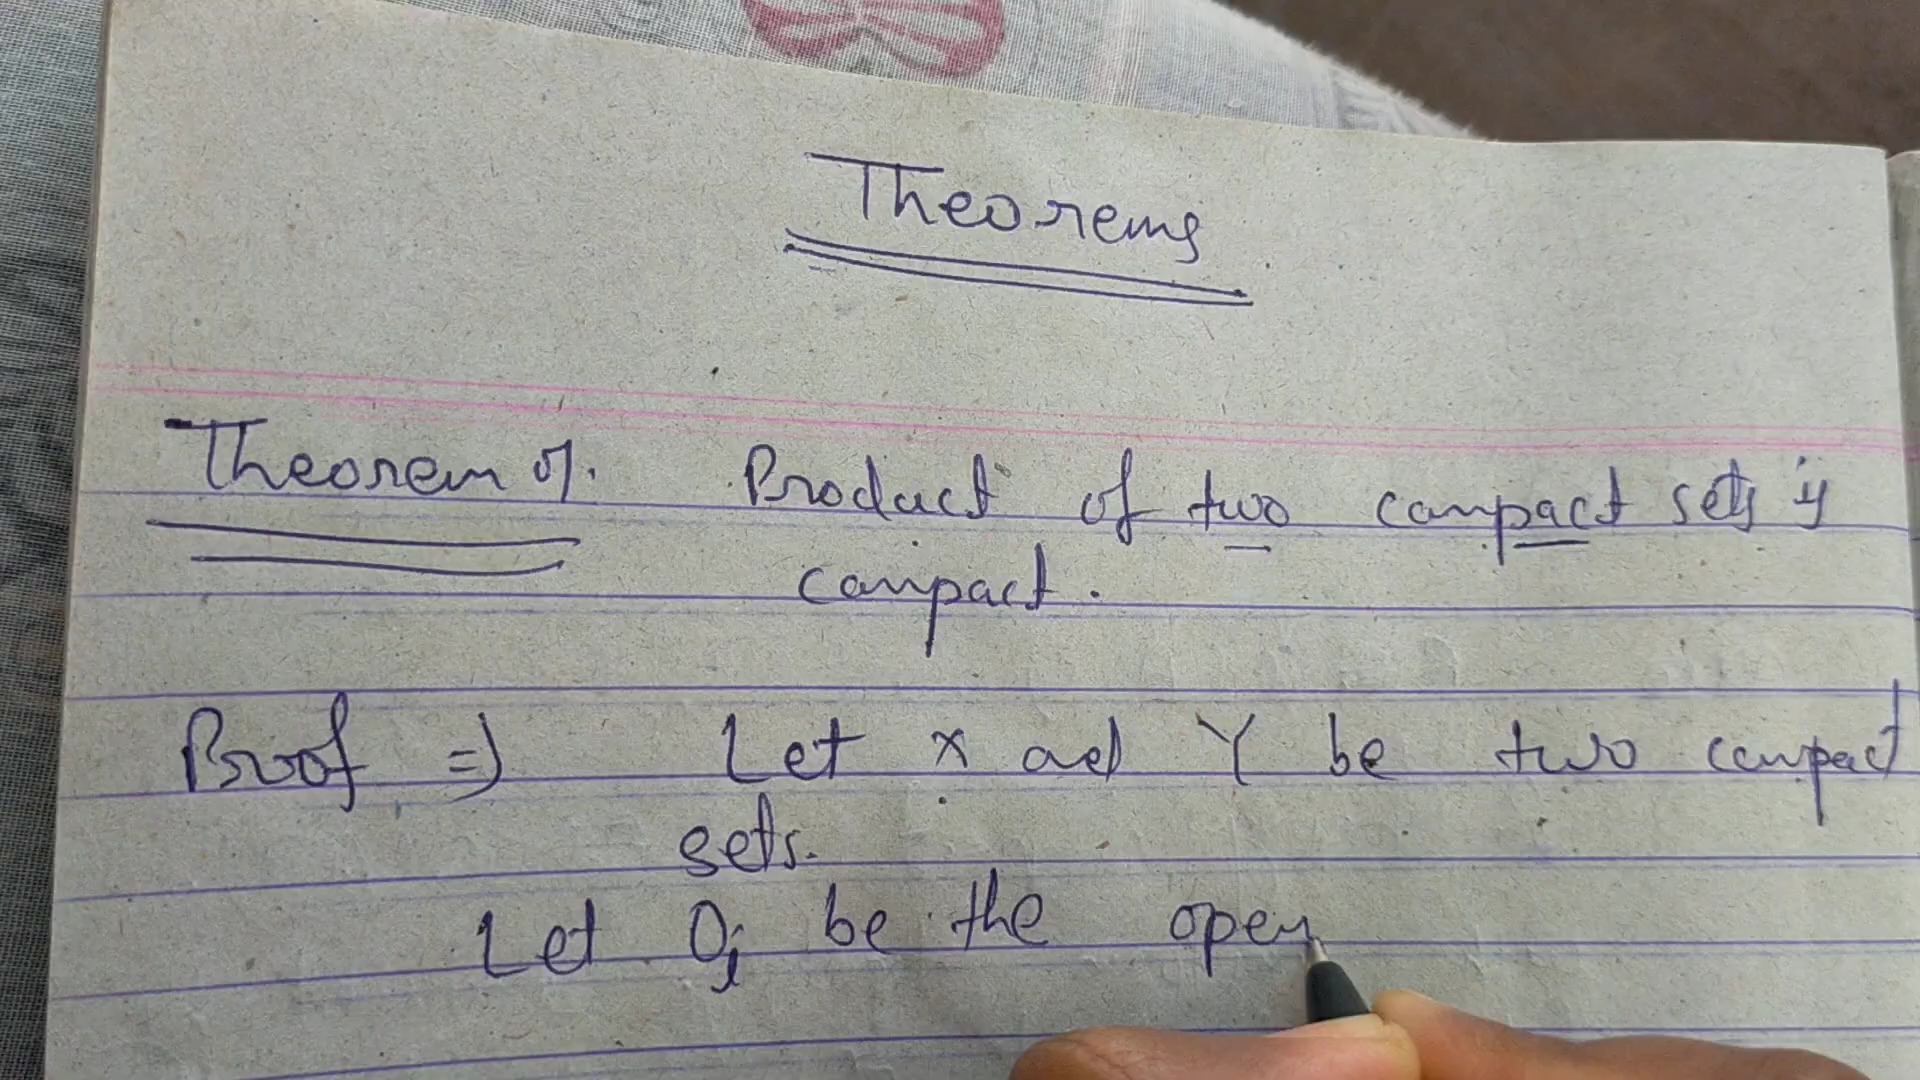 Theorems
Theorem 01. Product of two compact sets is
compact.
Proof => Let X and Y be two compact
sets.
Let Oi be the open